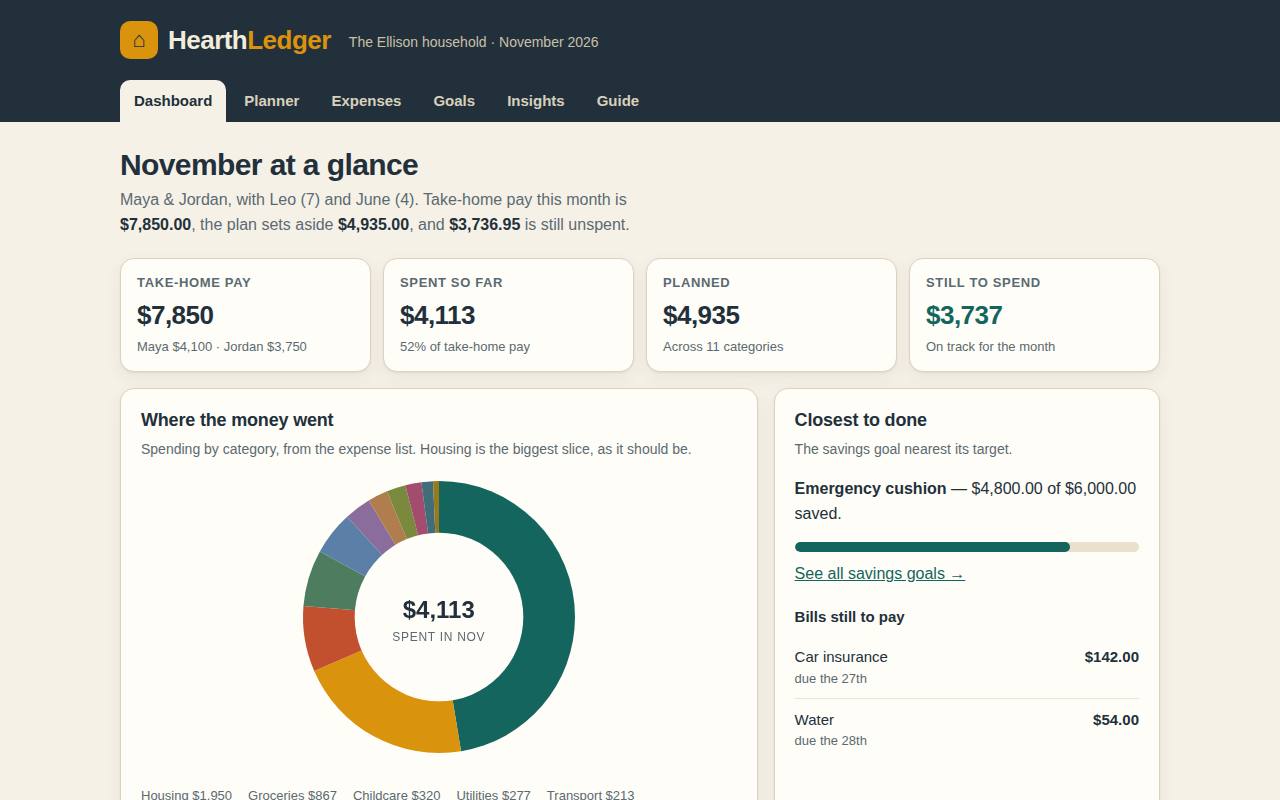 HearthLedger The Ellison household · November 2026
Dashboard Planner Expenses Goals Insights Guide
November at a glance
Maya & Jordan, with Leo (7) and June (4). Take-home pay this month is
$7,850.00, the plan sets aside $4,935.00, and $3,736.95 is still unspent.
TAKE-HOME PAY
$7,850
Maya $4,100 · Jordan $3,750
SPENT SO FAR
$4,113
52% of take-home pay
PLANNED
$4,935
Across 11 categories
STILL TO SPEND
$3,737
On track for the month
Where the money went
Spending by category, from the expense list. Housing is the biggest slice, as it should be.
$4,113
SPENT IN NOV
Housing $1,950 Groceries $867 Childcare $320 Utilities $277 Transport $213
Closest to done
The savings goal nearest its target.
Emergency cushion — $4,800.00 of $6,000.00
saved.
See all savings goals →
Bills still to pay
Car insurance $142.00
due the 27th
Water $54.00
due the 28th